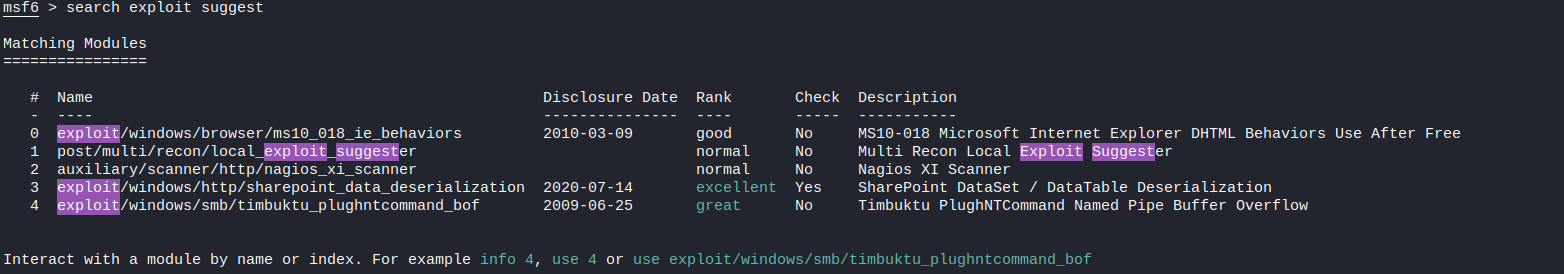 msf6 > search exploit suggest
Matching Modules
================
# Name Disclosure Date Rank Check Description
- ---- --------------- ---- ----- -----------
0 exploit/windows/browser/ms10_018_ie_behaviors 2010-03-09 good No MS10-018 Microsoft Internet Explorer DHTML Behaviors Use After Free
1 post/multi/recon/local_exploit_suggester normal No Multi Recon Local Exploit Suggester
2 auxiliary/scanner/http/nagios_xi_scanner normal No Nagios XI Scanner
3 exploit/windows/http/sharepoint_data_deserialization 2020-07-14 excellent Yes SharePoint DataSet / DataTable Deserialization
4 exploit/windows/smb/timbuktu_plughntcommand_bof 2009-06-25 great No Timbuktu PlughNTCommand Named Pipe Buffer Overflow
Interact with a module by name or index. For example info 4, use 4 or use exploit/windows/smb/timbuktu_plughntcommand_bof